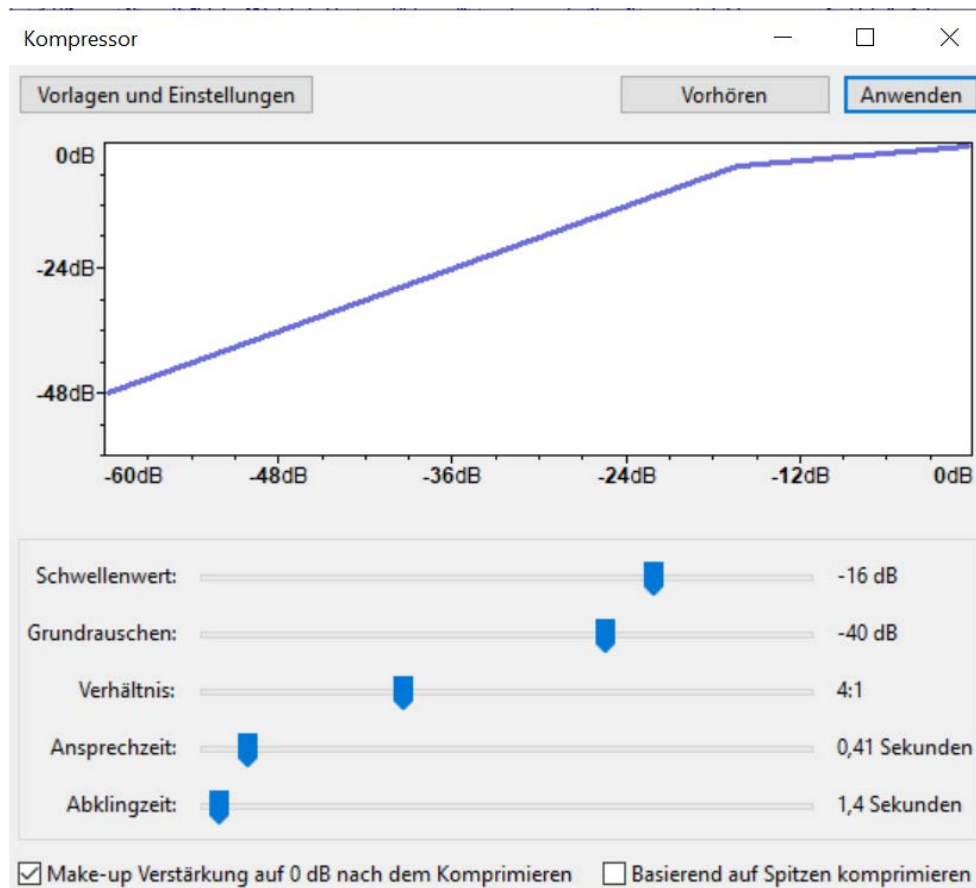 Kompressor
Vorlagen und Einstellungen Vorhören Anwenden
0dB
-24dB
-48dB
-60dB -48dB -36dB -24dB -12dB 0dB
Schwellenwert: -16 dB
Grundrauschen: -40 dB
Verhältnis: 4:1
Ansprechzeit: 0,41 Sekunden
Abklingzeit: 1,4 Sekunden
Make-up Verstärkung auf 0 dB nach dem Komprimieren Basierend auf Spitzen komprimieren